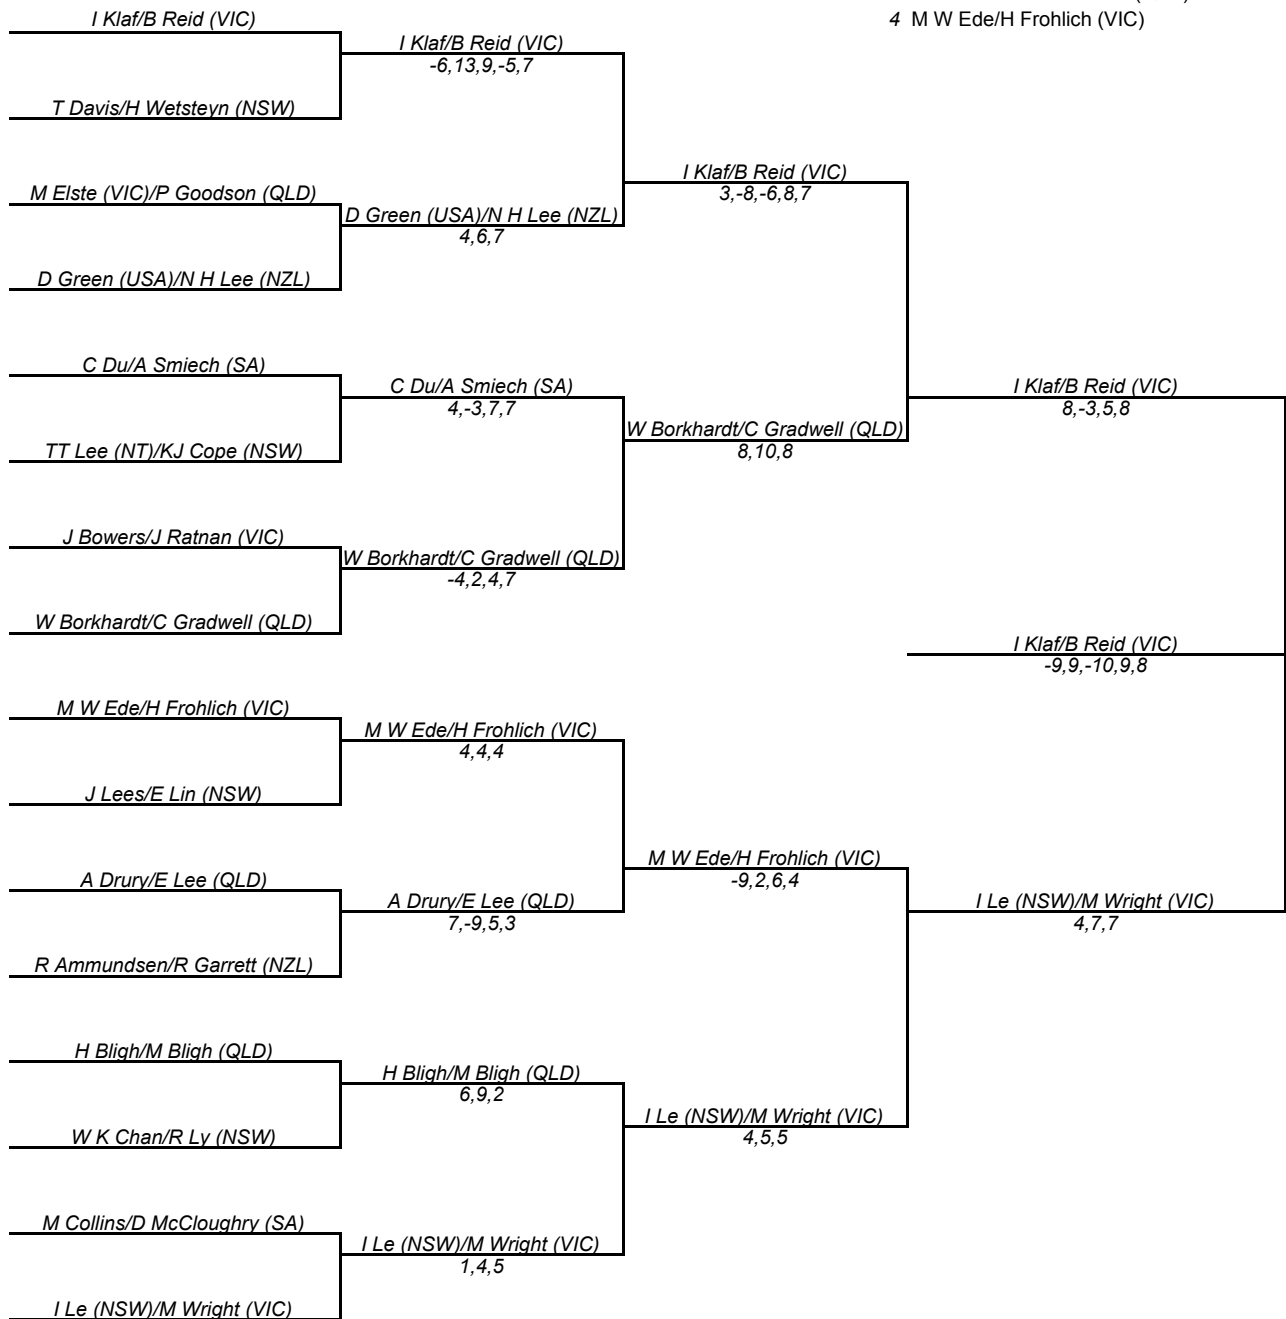 4 M W Ede/H Frohlich (VIC)
I Klaf/B Reid (VIC)
I Klaf/B Reid (VIC)
-6,13,9,-5,7
T Davis/H Wetsteyn (NSW)
I Klaf/B Reid (VIC)
3,-8,-6,8,7
M Elste (VIC)/P Goodson (QLD)
D Green (USA)/N H Lee (NZL)
4,6,7
D Green (USA)/N H Lee (NZL)
C Du/A Smiech (SA)
C Du/A Smiech (SA)
4,-3,7,7
I Klaf/B Reid (VIC)
8,-3,5,8
W Borkhardt/C Gradwell (QLD)
8,10,8
TT Lee (NT)/KJ Cope (NSW)
J Bowers/J Ratnan (VIC)
W Borkhardt/C Gradwell (QLD)
-4,2,4,7
W Borkhardt/C Gradwell (QLD)
I Klaf/B Reid (VIC)
-9,9,-10,9,8
M W Ede/H Frohlich (VIC)
M W Ede/H Frohlich (VIC)
4,4,4
J Lees/E Lin (NSW)
M W Ede/H Frohlich (VIC)
-9,2,6,4
A Drury/E Lee (QLD)
A Drury/E Lee (QLD)
7,-9,5,3
I Le (NSW)/M Wright (VIC)
4,7,7
R Ammundsen/R Garrett (NZL)
H Bligh/M Bligh (QLD)
H Bligh/M Bligh (QLD)
6,9,2
I Le (NSW)/M Wright (VIC)
4,5,5
W K Chan/R Ly (NSW)
M Collins/D McCloughry (SA)
I Le (NSW)/M Wright (VIC)
1,4,5
I Le (NSW)/M Wright (VIC)